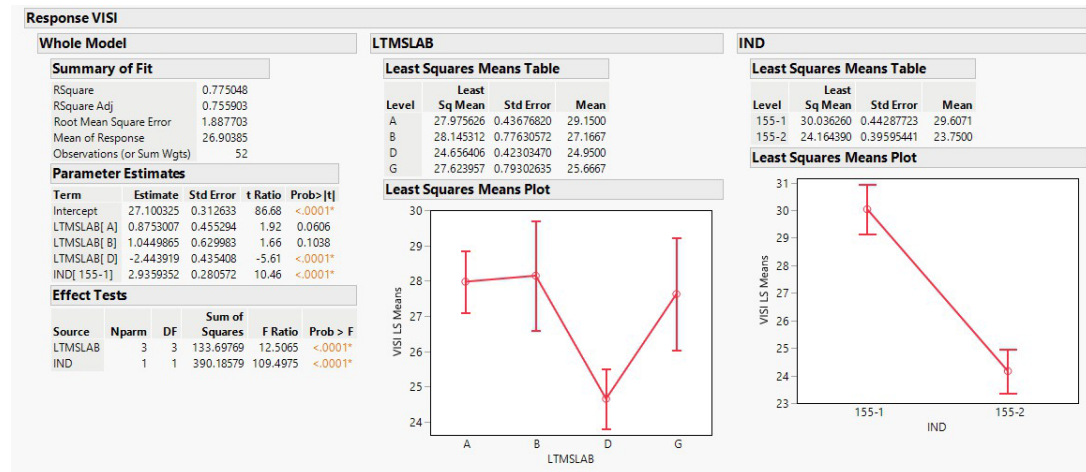 Response VISI
Whole Model
Summary of Fit
RSquare 0.775048
RSquare Adj 0.755903
Root Mean Square Error 1.887703
Mean of Response 26.90385
Observations (or Sum Wgts) 52
Parameter Estimates
Term Estimate Std Error t Ratio Prob>|t|
Intercept 27.100325 0.312633 86.68 <.0001*
LTMSLAB[ A] 0.8753007 0.455294 1.92 0.0606
LTMSLAB[ B] 1.0449865 0.629983 1.66 0.1038
LTMSLAB[ D] -2.443919 0.435408 -5.61 <.0001*
IND[ 155-1] 2.9359352 0.280572 10.46 <.0001*
Effect Tests
Sum of
Source Nparm DF Squares F Ratio Prob > F
LTMSLAB 3 3 133.69769 12.5065 <.0001*
IND 1 1 390.18579 109.4975 <.0001*
LTMSLAB
Least Squares Means Table
Least
Level Sq Mean Std Error Mean
A 27.975626 0.43676820 29.1500
B 28.145312 0.77630572 27.1667
D 24.656406 0.42303470 24.9500
G 27.623957 0.79302635 25.6667
Least Squares Means Plot
30
29
28
27
26
25
24
VISI LS Means
A B D G
LTMSLAB
IND
Least Squares Means Table
Least
Level Sq Mean Std Error Mean
155-1 30.036260 0.44287723 29.6071
155-2 24.164390 0.39595441 23.7500
Least Squares Means Plot
31
30
29
28
27
26
25
24
23
VISI LS Means
155-1 155-2
IND